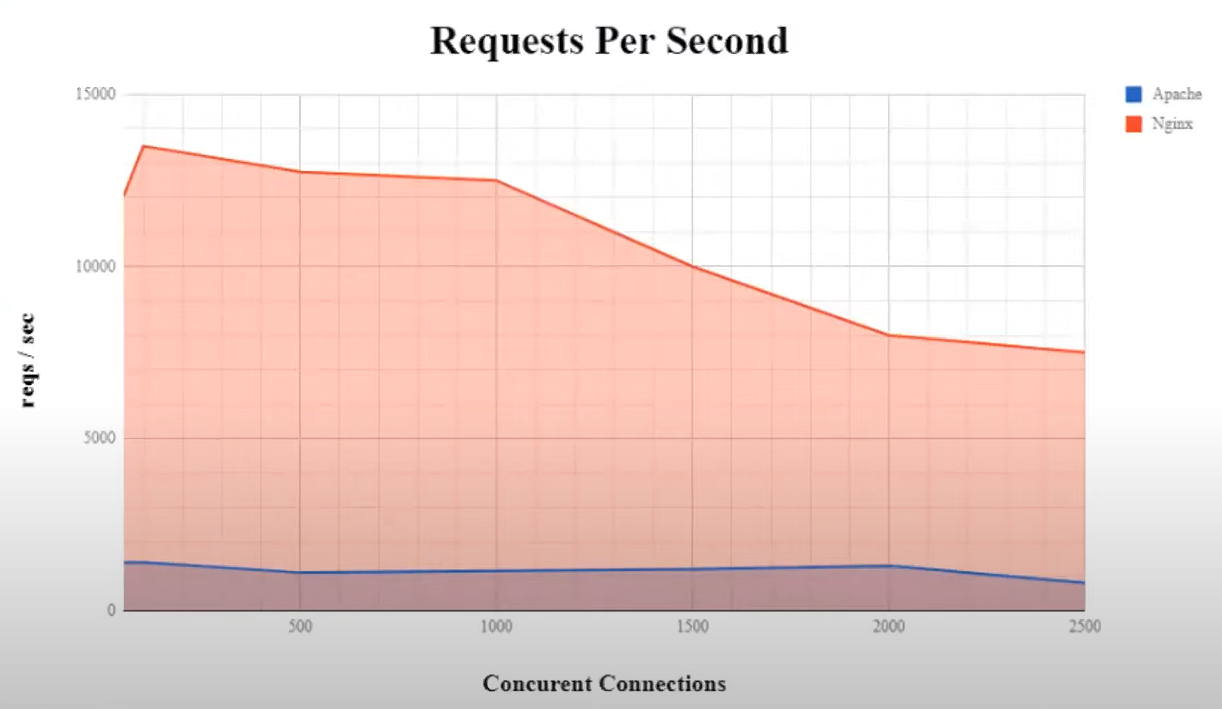 Requests Per Second
15000
10000
5000
0
reqs / sec
500
1000
1500
2000
2500
Concurent Connections
Apache
Nginx